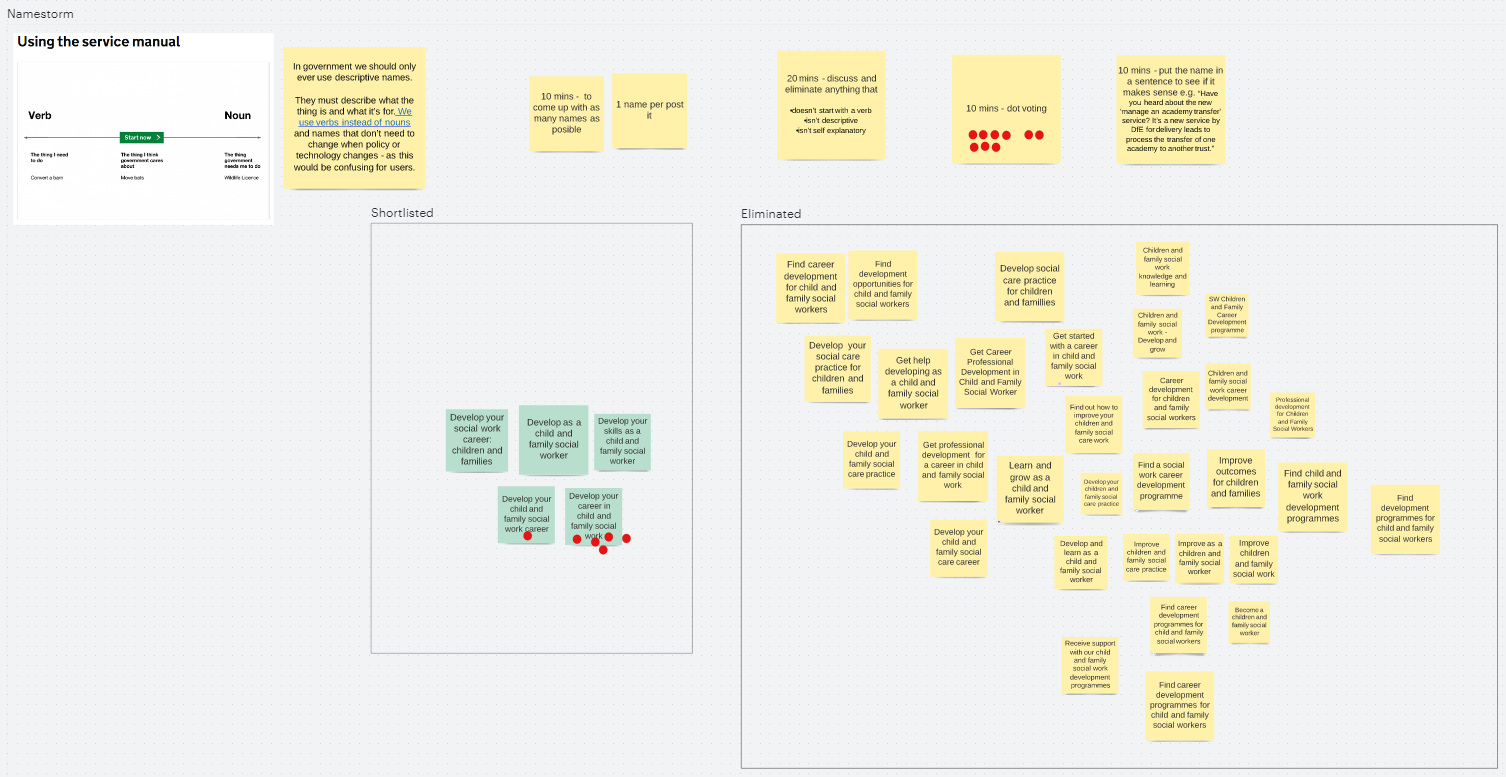 Namestorm
Using the service manual
Verb
Noun
Start now
The thing I need
to do
The thing I think
government cares
about
The thing
government
needs me to do
Convert a barn
Move bats
Wildlife Licence
In government we should only
ever use descriptive names.
They must describe what the
thing is and what it's for. We
use verbs instead of nouns
and names that don't need to
change when policy or
technology changes - as this
would be confusing for users.
10 mins - to
come up with as
many names as
posible
1 name per post
it
20 mins - discuss and
eliminate anything that
•doesn't start with a verb
•isn't descriptive
•isn't self explanatory
10 mins - dot voting
10 mins - put the name in
a sentence to see if it
makes sense e.g. "Have
you heard about the new
'manage an academy transfer'
service? It's a new service by
DfE for delivery leads to
process the transfer of one
academy to another trust."
Shortlisted
Develop your
social work
career:
children and
families
Develop as a
child and
family social
worker
Develop your
skills as a
child and
family social
worker
Develop your
child and
family social
work career
Develop your
career in
child and
family social
work
Eliminated
Find career
development
for child and
family social
workers
Find
development
opportunities for
child and family
social workers
Develop social
care practice
for children
and famillies
Children and
family social
work
knowledge and
learning
SW Children
and Family
Career
Development
programme
Children and
family social
work -
Develop and
grow
Develop your
social care
practice for
children and
families
Get help
developing as
a child and
family social
worker
Get Career
Professional
Development in
Child and Family
Social Worker
Get started
with a career
in child and
family social
work
Career
development
for children
and family
social workers
Children and
family social
work career
development
Professional
development
for Children
and Family
Social Workers
Find out how to
improve your
children and
family social
care work
Develop your
child and
family social
care practice
Get professional
development for
a career in child
and family social
work
Learn and
grow as a
child and
family social
worker
Develop your
children and
family social
care practice
Find a social
work career
development
programme
Improve
outcomes
for children
and families
Find child and
family social
work
development
programmes
Find
development
programmes for
child and family
social workers
Develop your
child and
family social
care career
Develop and
learn as a
child and
family social
worker
Improve
children and
family social
care practice
Improve as a
children and
family social
worker
Improve
children
and family
social work
Find career
development
programmes for
child and family
social workers
Become a
children and
family social
worker
Receive support
with our child
and family
social work
development
programmes
Find career
development
programmes for
child and family
social workers